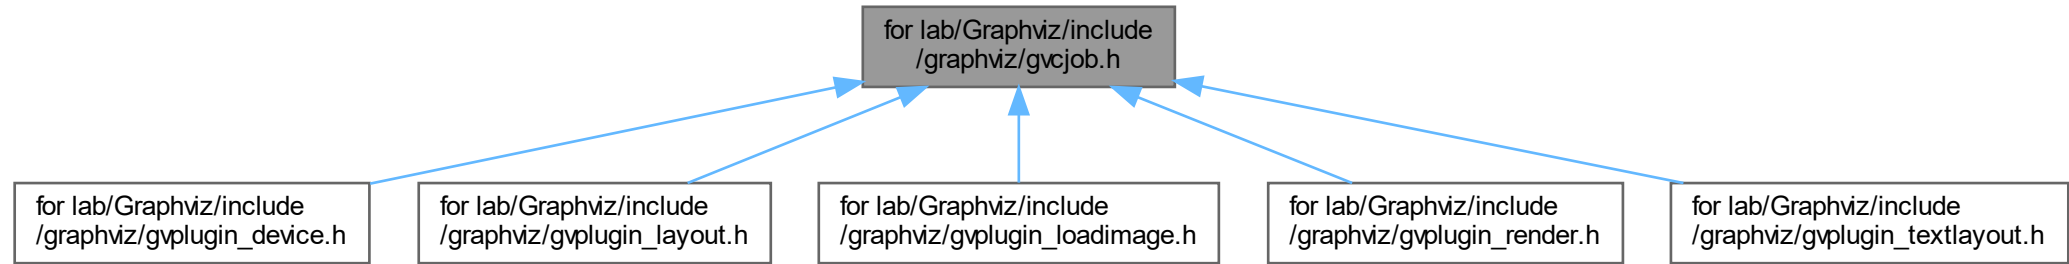 for lab/Graphviz/include
/graphviz/gvcjob.h
for lab/Graphviz/include
/graphviz/gvplugin_device.h
for lab/Graphviz/include
/graphviz/gvplugin_layout.h
for lab/Graphviz/include
/graphviz/gvplugin_loadimage.h
for lab/Graphviz/include
/graphviz/gvplugin_render.h
for lab/Graphviz/include
/graphviz/gvplugin_textlayout.h